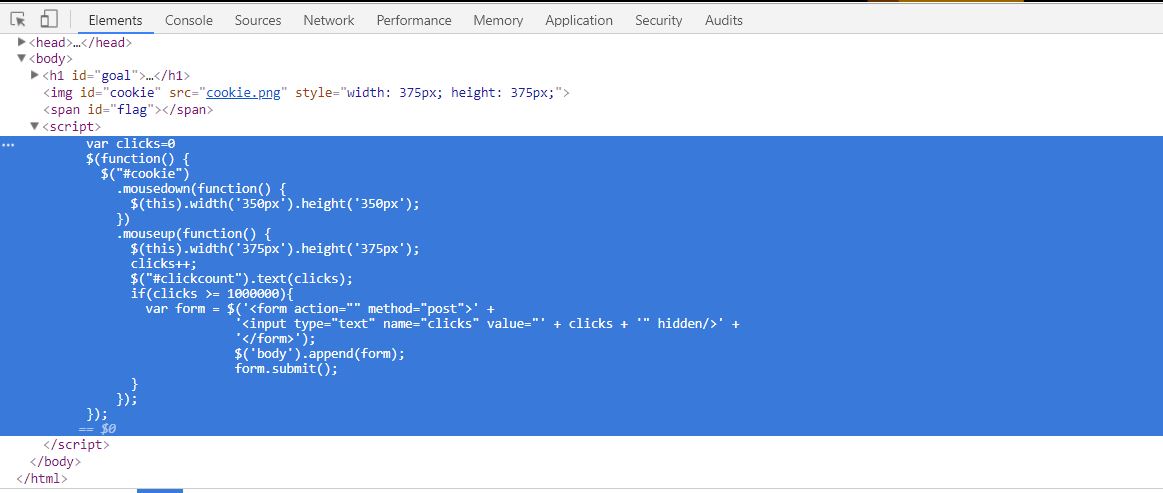 Elements Console Sources Network Performance Memory Application Security Audits
<head>…</head>
<body>
<h1 id="goal">…</h1>
<img id="cookie" src="cookie.png" style="width: 375px; height: 375px;">
<span id="flag"></span>
<script>
... var clicks=0
$(function() {
$("#cookie")
.mousedown(function() {
$(this).width('350px').height('350px');
})
.mouseup(function() {
$(this).width('375px').height('375px');
clicks++;
$("#clickcount").text(clicks);
if(clicks >= 1000000){
var form = $('<form action="" method="post">' +
'<input type="text" name="clicks" value="' + clicks + '" hidden/>' +
'</form>');
$('body').append(form);
form.submit();
}
});
});
== $0
</script>
</body>
</html>